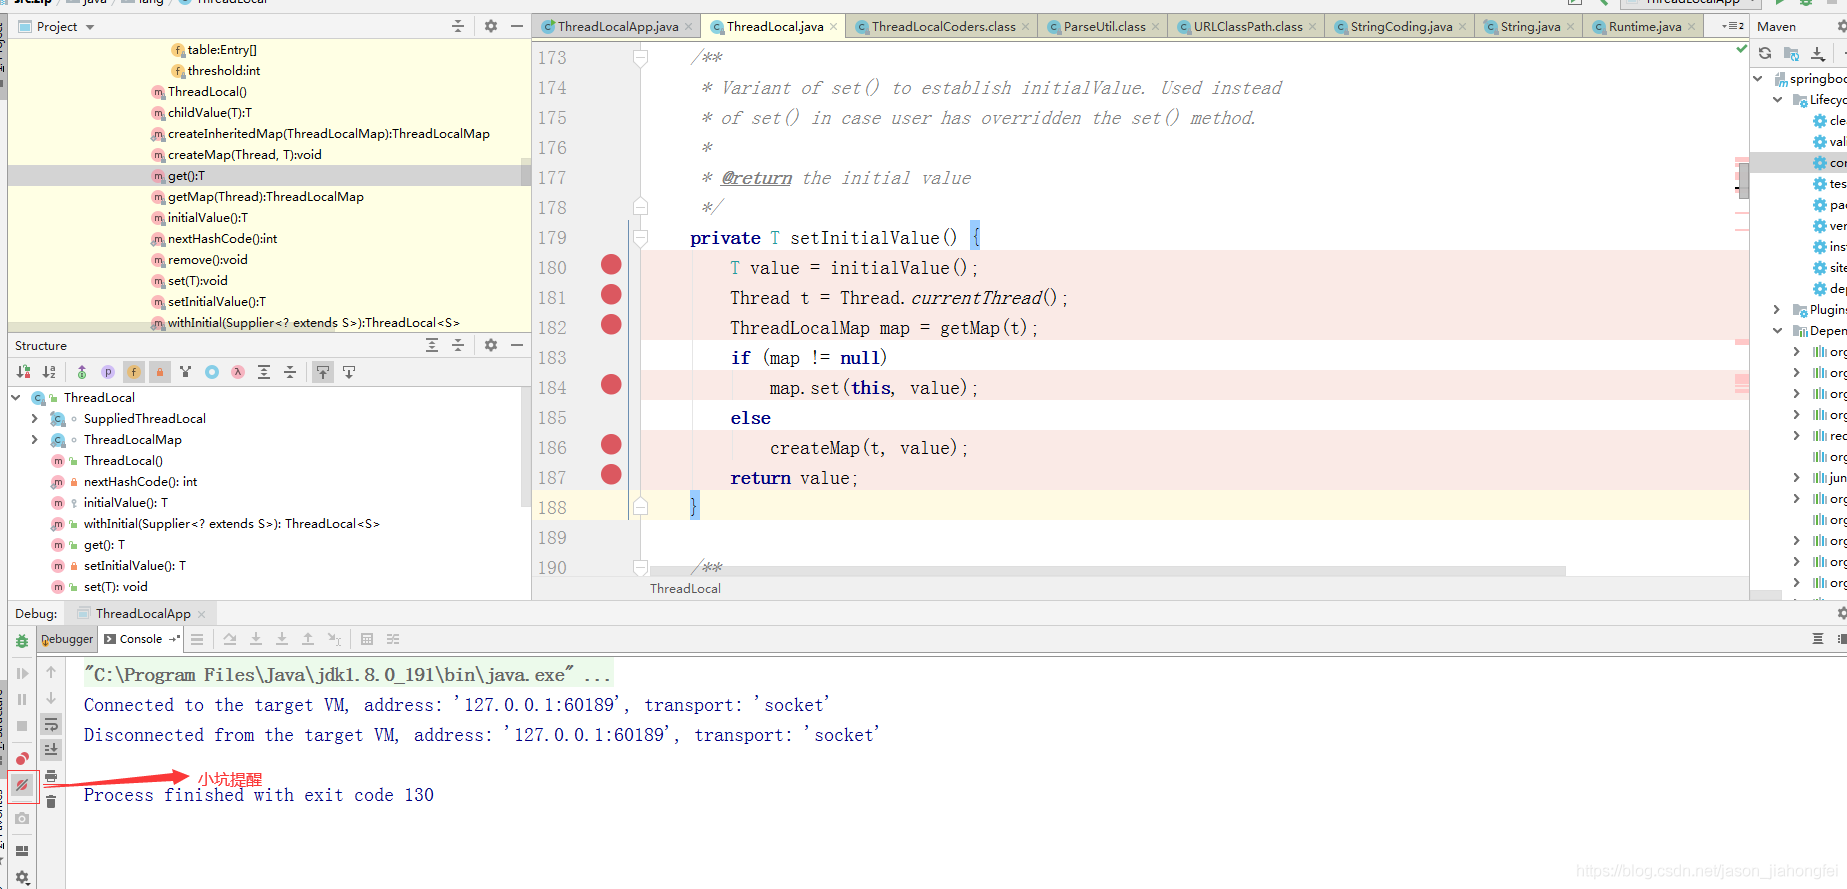 src.zip java lang ThreadLocal ThreadLocalApp
Project
table:Entry[]
threshold:int
ThreadLocal()
childValue(T):T
createInheritedMap(ThreadLocalMap):ThreadLocalMap
createMap(Thread, T):void
get():T
getMap(Thread):ThreadLocalMap
initialValue():T
nextHashCode():int
remove():void
set(T):void
setInitialValue():T
withInitial(Supplier<? extends S>):ThreadLocal<S>
Structure
ThreadLocal
SuppliedThreadLocal
ThreadLocalMap
ThreadLocal()
nextHashCode(): int
initialValue(): T
withInitial(Supplier<? extends S>): ThreadLocal<S>
get(): T
setInitialValue(): T
set(T): void
ThreadLocalApp.java ThreadLocal.java ThreadLocalCoders.class ParseUtil.class URLClassPath.class StringCoding.java String.java Runtime.java
173 /**
174 * Variant of set() to establish initialValue. Used instead
175 * of set() in case user has overridden the set() method.
176 *
177 * @return the initial value
178 */
179 private T setInitialValue() {
180 T value = initialValue();
181 Thread t = Thread.currentThread();
182 ThreadLocalMap map = getMap(t);
183 if (map != null)
184 map.set(this, value);
185 else
186 createMap(t, value);
187 return value;
188 }
189
190 /**
ThreadLocal
Maven
springboo
Lifecyc
cle
val
con
tes
pac
ver
inst
site
dep
Plugins
Depen
org
org
org
org
rec
org
jun
org
org
org
org
org
Debug: ThreadLocalApp
Debugger Console
"C:\Program Files\Java\jdk1.8.0_191\bin\java.exe" ...
Connected to the target VM, address: '127.0.0.1:60189', transport: 'socket'
Disconnected from the target VM, address: '127.0.0.1:60189', transport: 'socket'
小坑提醒
Process finished with exit code 130
https://blog.csdn.net/jason_jiahongfei